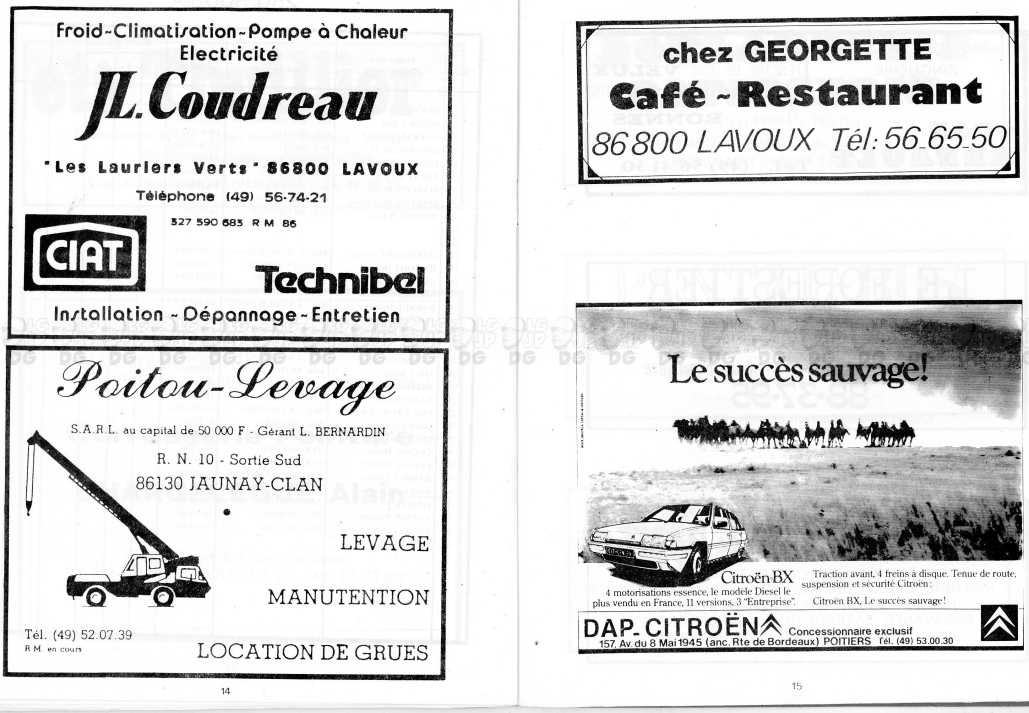 Froid~Climatisation~Pompe à Chaleur
Electricité
JL.Coudreau
"Les Lauriers Verts" 86800 LAVOUX
Téléphone (49) 56-74-21
327 590 683 R M 86
CIAT
Technibel
Installation ~ Dépannage ~ Entretien
Poitou-Levage
S.A.R.L. au capital de 50 000 F - Gérant L. BERNARDIN
R. N. 10 - Sortie Sud
86130 JAUNAY-CLAN
LEVAGE
MANUTENTION
Tél. (49) 52.07.39
R M en cours
LOCATION DE GRUES
14
chez GEORGETTE
Café ~ Restaurant
86800 LAVOUX Tél: 56.65.50
Le succès sauvage!
Citroën BX
4 motorisations essence, le modèle Diesel le
plus vendu en France, 11 versions, 3 "Entreprise".
Traction avant, 4 freins à disque. Tenue de route,
suspension et sécurité Citroën:
Citroën BX, Le succès sauvage!
DAP-CITROËN Concessionnaire exclusif
157, Av. du 8 Mai 1945 (anc. Rte de Bordeaux) POITIERS Tél. (49) 53.00.30
15